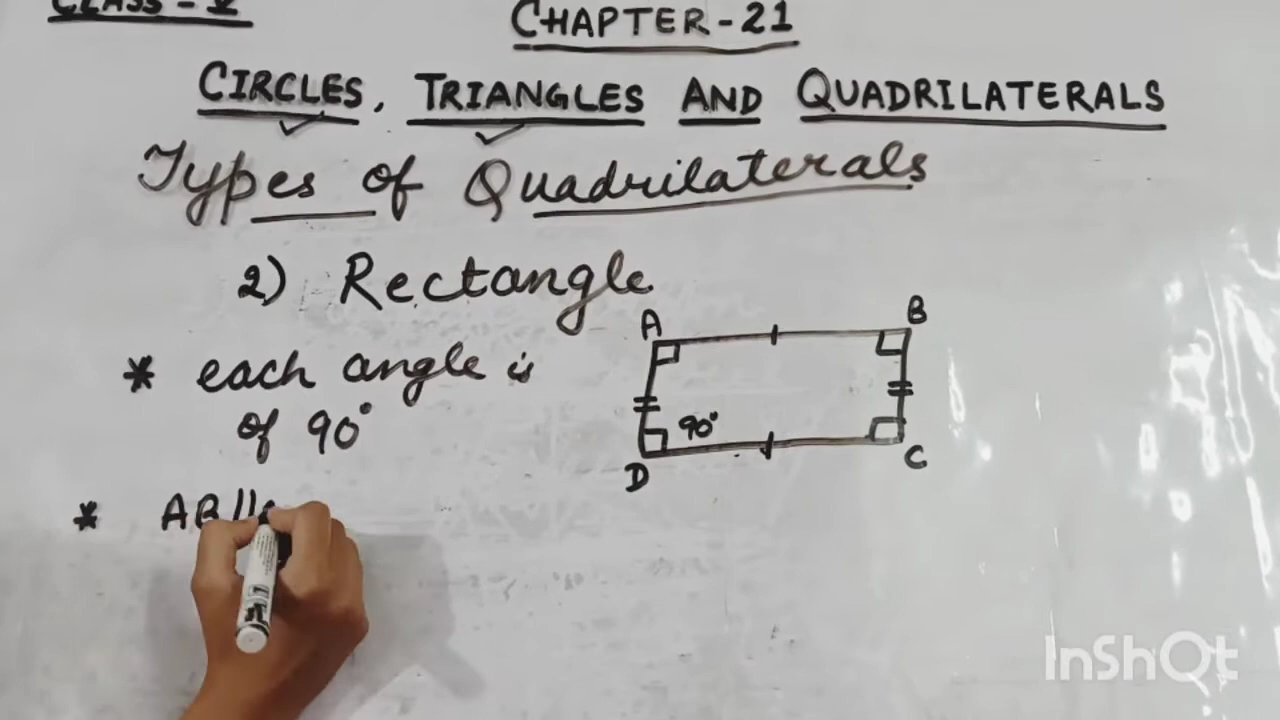 CLASS - V
CHAPTER - 21
CIRCLES, TRIANGLES AND QUADRILATERALS
Types of Quadrilaterals
2) Rectangle
* each angle is
of 90°
A
B
90°
D
C
* AB ||
InShOt